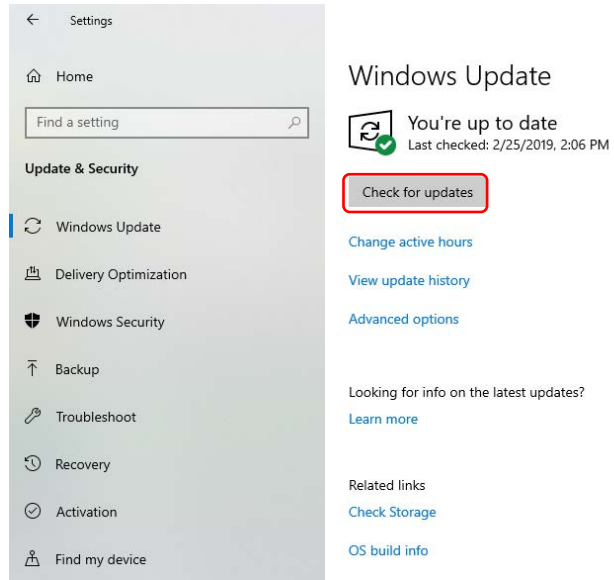 Settings
Home
Find a setting
Update & Security
Windows Update
Delivery Optimization
Windows Security
Backup
Troubleshoot
Recovery
Activation
Find my device
Windows Update
You're up to date
Last checked: 2/25/2019, 2:06 PM
Check for updates
Change active hours
View update history
Advanced options
Looking for info on the latest updates?
Learn more
Related links
Check Storage
OS build info